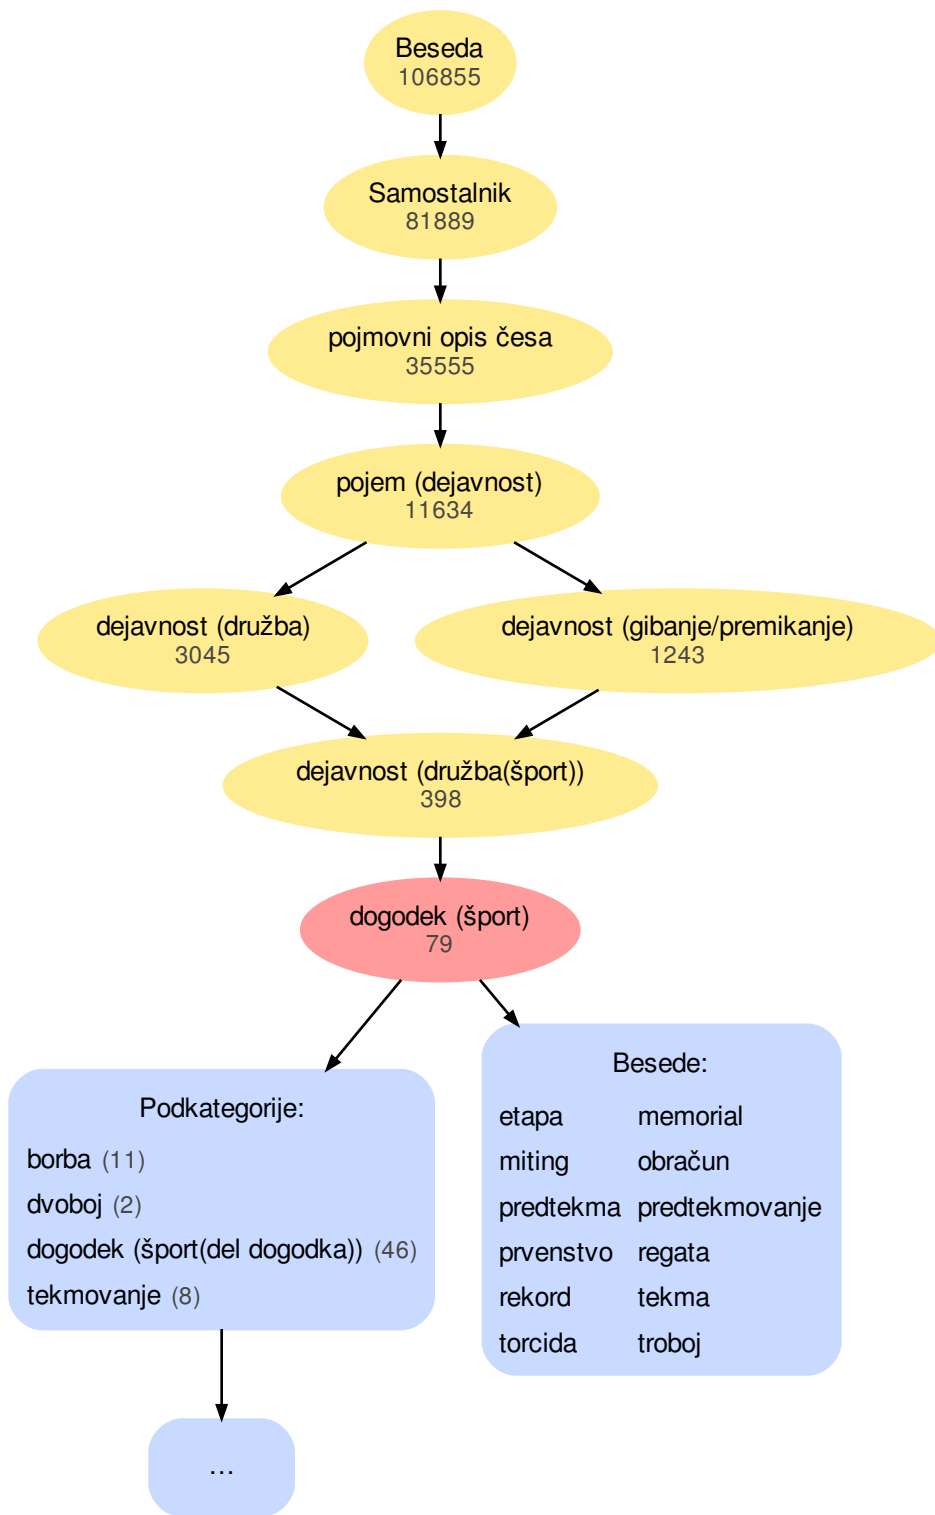 Beseda
106855
Samostalnik
81889
pojmovni opis česa
35555
pojem (dejavnost)
11634
dejavnost (družba)
3045
dejavnost (gibanje/premikanje)
1243
dejavnost (družba(šport))
398
dogodek (šport)
79
Podkategorije:
borba (11)
dvoboj (2)
dogodek (šport(del dogodka)) (46)
tekmovanje (8)
...
Besede:
etapa memorial
miting obračun
predtekma predtekmovanje
prvenstvo regata
rekord tekma
torcida troboj